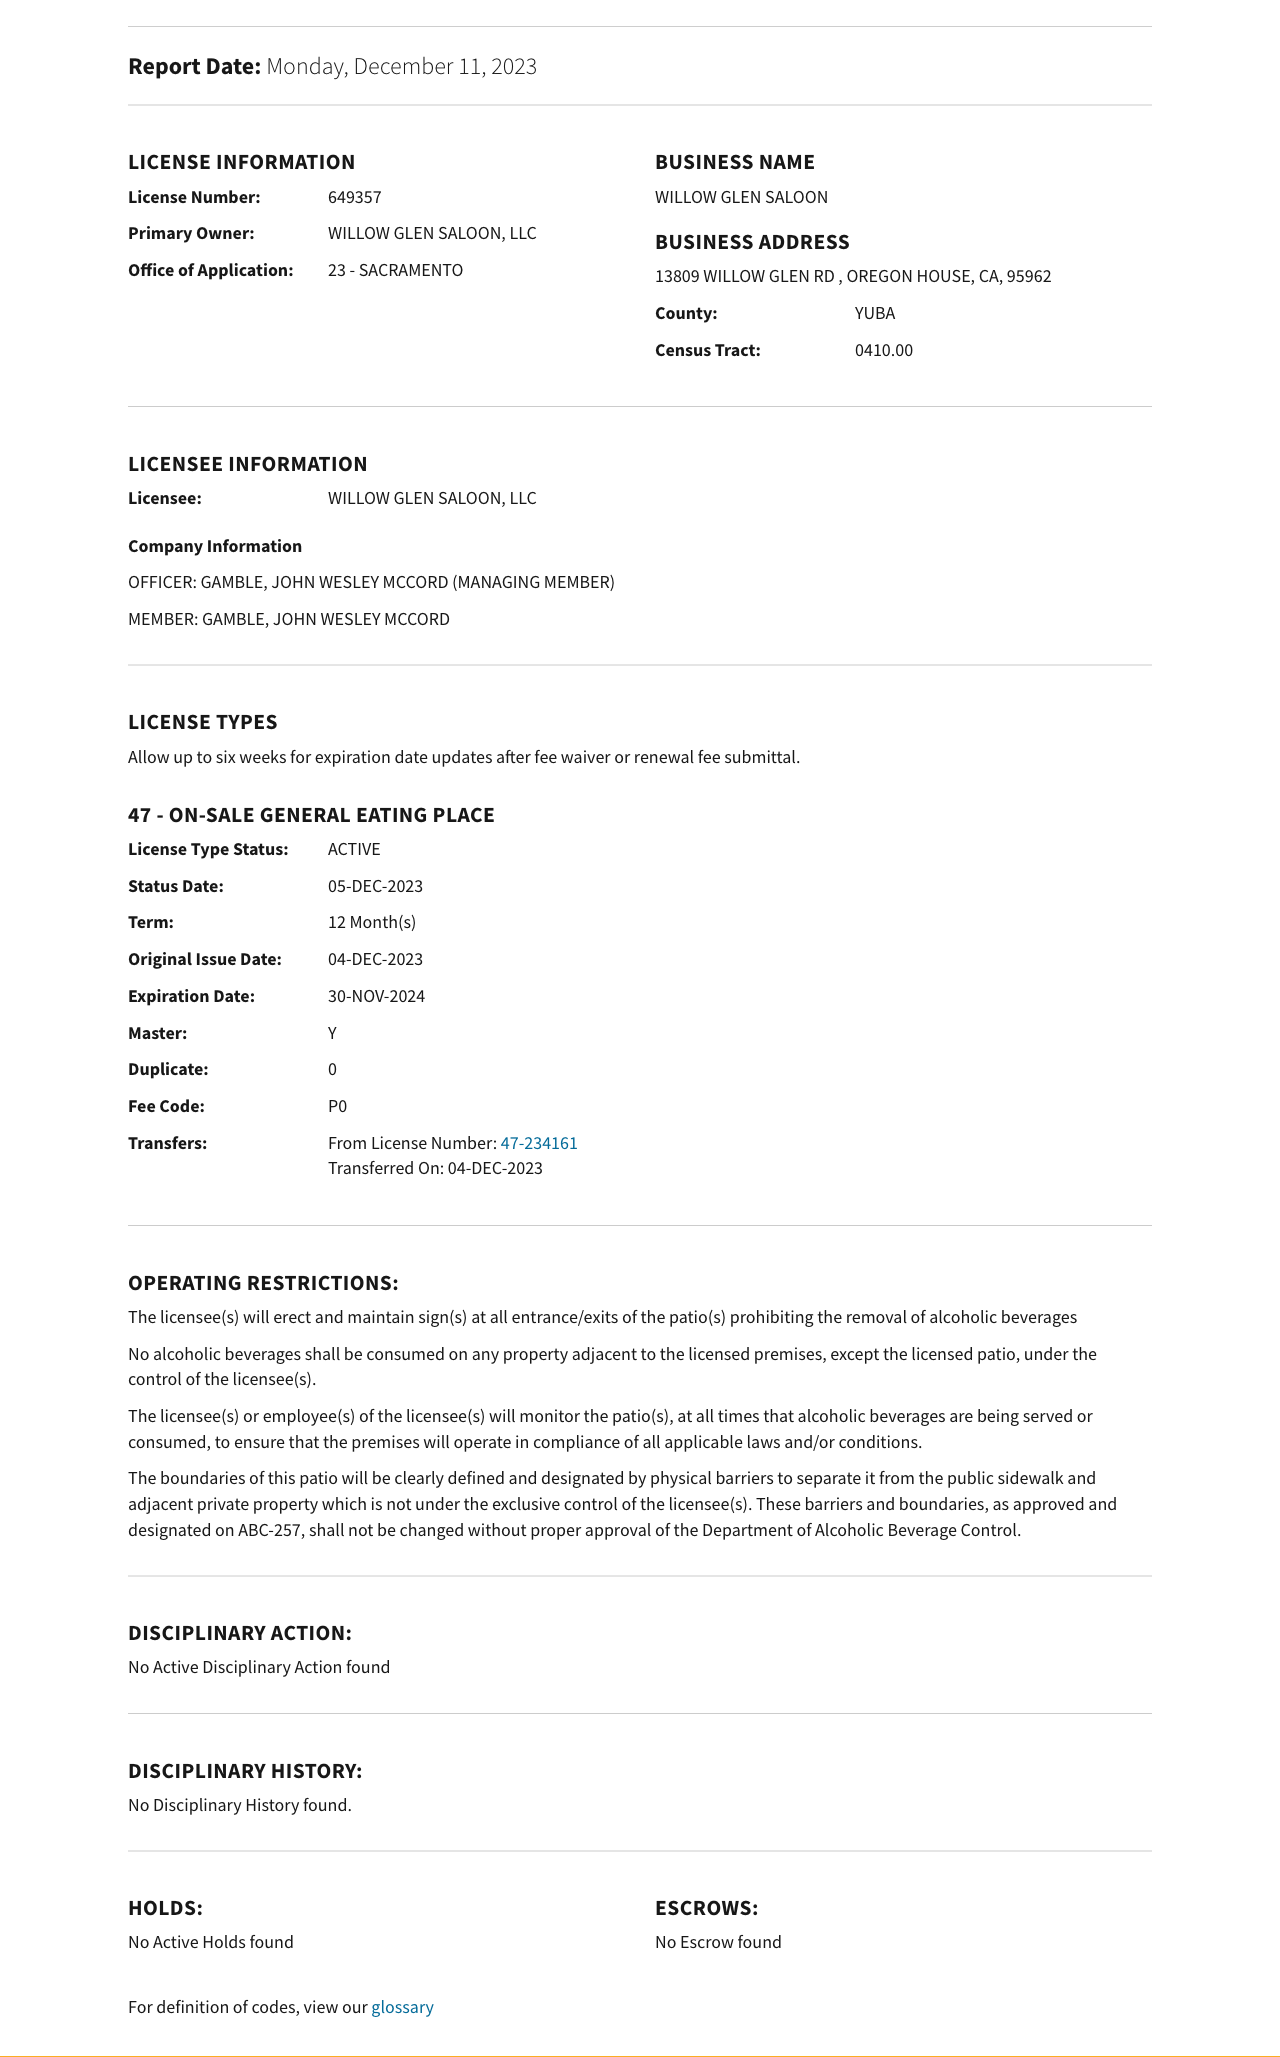 Report Date: Monday, December 11, 2023
LICENSE INFORMATION
License Number: 649357
Primary Owner: WILLOW GLEN SALOON, LLC
Office of Application: 23 - SACRAMENTO
BUSINESS NAME
WILLOW GLEN SALOON
BUSINESS ADDRESS
13809 WILLOW GLEN RD , OREGON HOUSE, CA, 95962
County: YUBA
Census Tract: 0410.00
LICENSEE INFORMATION
Licensee: WILLOW GLEN SALOON, LLC
Company Information
OFFICER: GAMBLE, JOHN WESLEY MCCORD (MANAGING MEMBER)
MEMBER: GAMBLE, JOHN WESLEY MCCORD
LICENSE TYPES
Allow up to six weeks for expiration date updates after fee waiver or renewal fee submittal.
47 - ON-SALE GENERAL EATING PLACE
License Type Status: ACTIVE
Status Date: 05-DEC-2023
Term: 12 Month(s)
Original Issue Date: 04-DEC-2023
Expiration Date: 30-NOV-2024
Master: Y
Duplicate: 0
Fee Code: P0
Transfers: From License Number: 47-234161
Transferred On: 04-DEC-2023
OPERATING RESTRICTIONS:
The licensee(s) will erect and maintain sign(s) at all entrance/exits of the patio(s) prohibiting the removal of alcoholic beverages
No alcoholic beverages shall be consumed on any property adjacent to the licensed premises, except the licensed patio, under the
control of the licensee(s).
The licensee(s) or employee(s) of the licensee(s) will monitor the patio(s), at all times that alcoholic beverages are being served or
consumed, to ensure that the premises will operate in compliance of all applicable laws and/or conditions.
The boundaries of this patio will be clearly defined and designated by physical barriers to separate it from the public sidewalk and
adjacent private property which is not under the exclusive control of the licensee(s). These barriers and boundaries, as approved and
designated on ABC-257, shall not be changed without proper approval of the Department of Alcoholic Beverage Control.
DISCIPLINARY ACTION:
No Active Disciplinary Action found
DISCIPLINARY HISTORY:
No Disciplinary History found.
HOLDS:
No Active Holds found
ESCROWS:
No Escrow found
For definition of codes, view our glossary